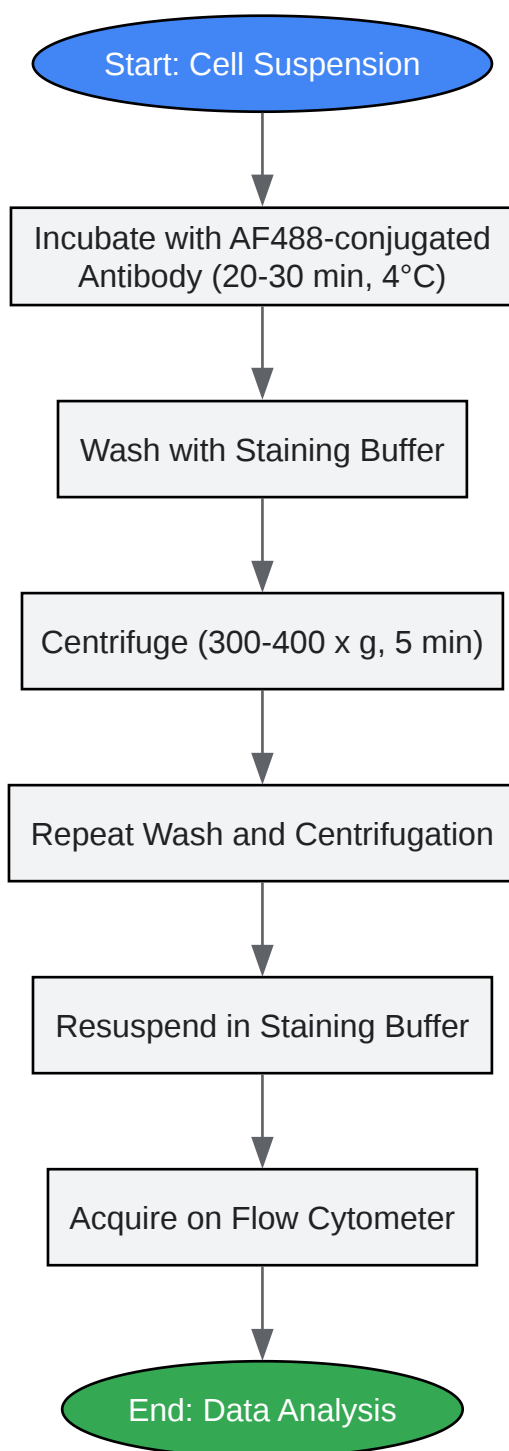 Start: Cell Suspension
Incubate with AF488-conjugated
Antibody (20-30 min, 4°C)
Wash with Staining Buffer
Centrifuge (300-400 x g, 5 min)
Repeat Wash and Centrifugation
Resuspend in Staining Buffer
Acquire on Flow Cytometer
End: Data Analysis